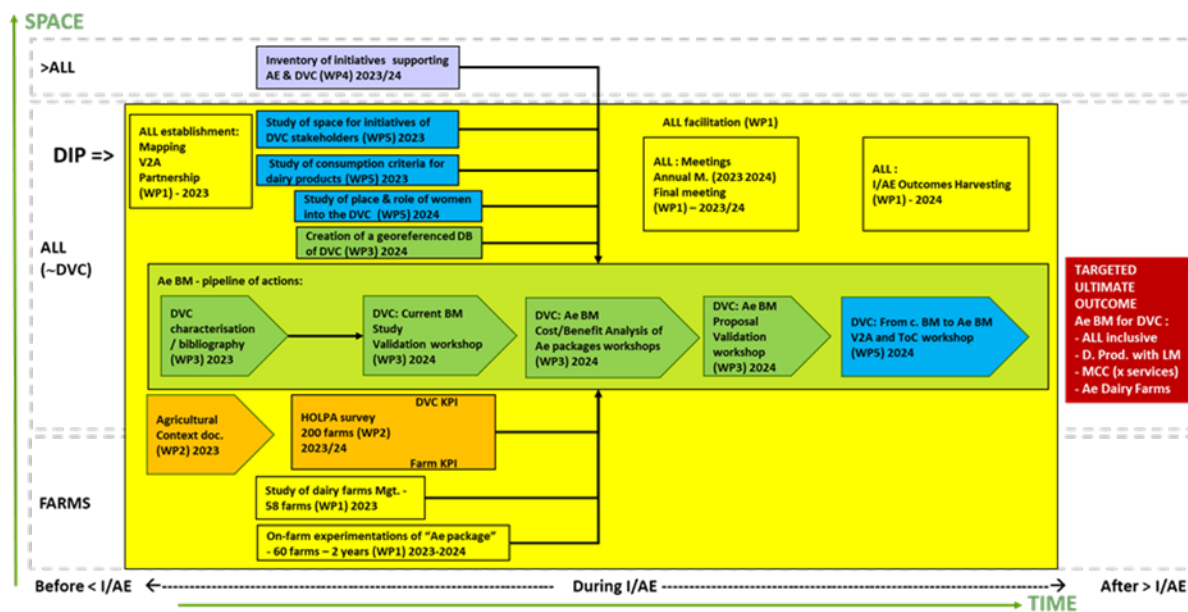 SPACE
>ALL
Inventory of initiatives supporting
AE & DVC (WP4) 2023/24
DIP =>
ALL establishment:
Mapping
V2A
Partnership
(WP1) - 2023
Study of space for initiatives of
DVC stakeholders (WP5) 2023
Study of consumption criteria for
dairy products (WP5) 2023
Study of place & role of women
into the DVC (WP5) 2024
Creation of a georeferenced DB
of DVC (WP3) 2024
ALL facilitation (WP1)
ALL : Meetings
Annual M. (2023 2024)
Final meeting
(WP1) – 2023/24
ALL :
I/AE Outcomes Harvesting
(WP1) - 2024
ALL
(~DVC)
Ae BM - pipeline of actions:
DVC
characterisation
/ bibliography
(WP3) 2023
DVC: Current BM
Study
Validation workshop
(WP3) 2024
DVC: Ae BM
Cost/Benefit Analysis of
Ae packages workshops
(WP3) 2024
DVC: Ae BM
Proposal
Validation
workshop
(WP3) 2024
DVC: From c. BM to Ae BM
V2A and ToC workshop
(WP5) 2024
TARGETED
ULTIMATE
OUTCOME
Ae BM for DVC :
- ALL inclusive
- D. Prod. with LM
- MCC (x services)
- Ae Dairy Farms
Agricultural
Context doc.
(WP2) 2023
DVC KPI
HOLPA survey
200 farms (WP2)
2023/24
Farm KPI
FARMS
Study of dairy farms Mgt. -
58 farms (WP1) 2023
On-farm experimentations of “Ae package”
- 60 farms – 2 years (WP1) 2023-2024
Before < I/AE
During I/AE
After > I/AE
TIME